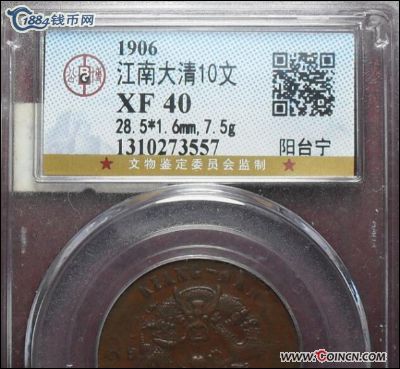 1884钱币网
1906
公 博
江南大清10文
XF 40
28.5*1.6mm,7.5g
1310273557
阳台宁
★ 文物鉴定委员会监制 ★
www.COINCN.com